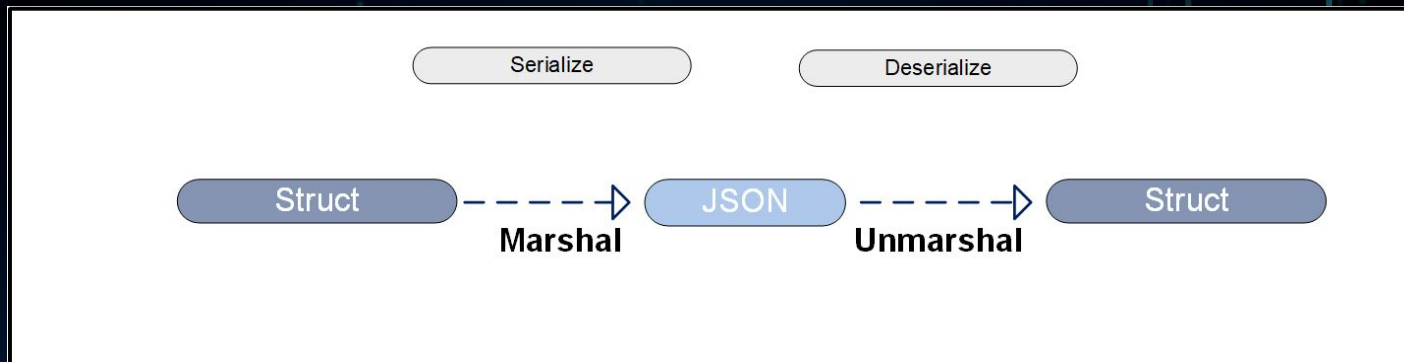 Serialize
Deserialize
Struct
JSON
Struct
Marshal
Unmarshal